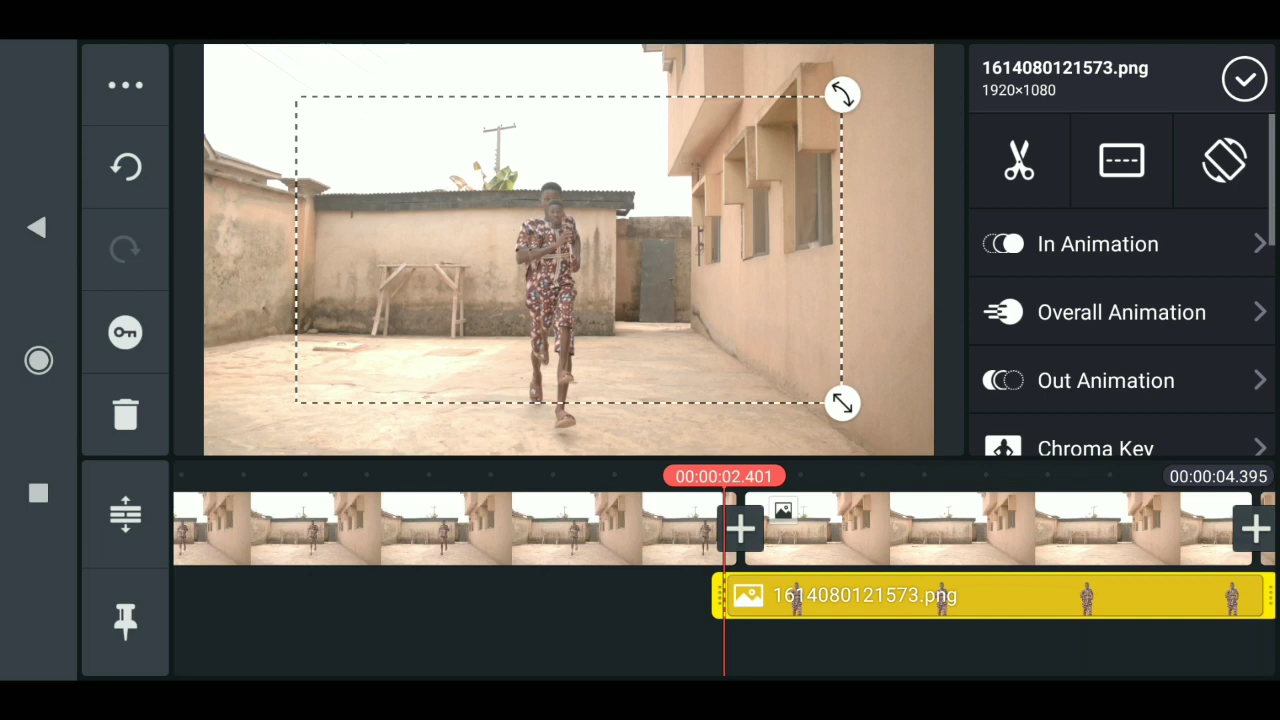 1614080121573.png
1920×1080
In Animation
Overall Animation
Out Animation
Chroma Key
00:00:02.401
00:00:04.395
1614080121573.png